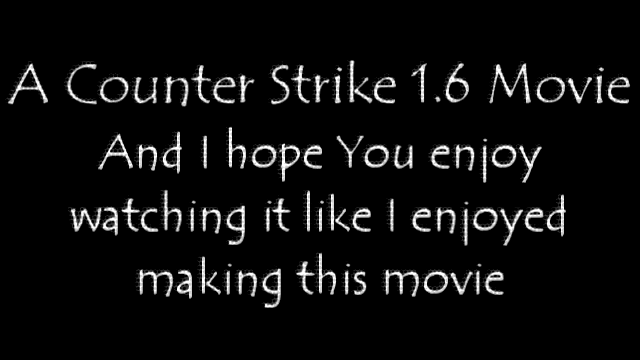 A Counter Strike 1.6 Movie
And I hope You enjoy
watching it like I enjoyed
making this movie